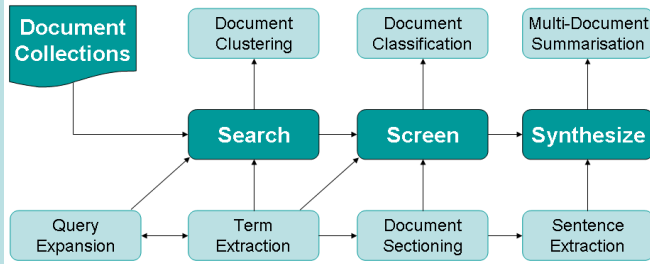 Document
Collections
Document
Clustering
Document
Classification
Multi-Document
Summarisation
Search
Screen
Synthesize
Query
Expansion
Term
Extraction
Document
Sectioning
Sentence
Extraction